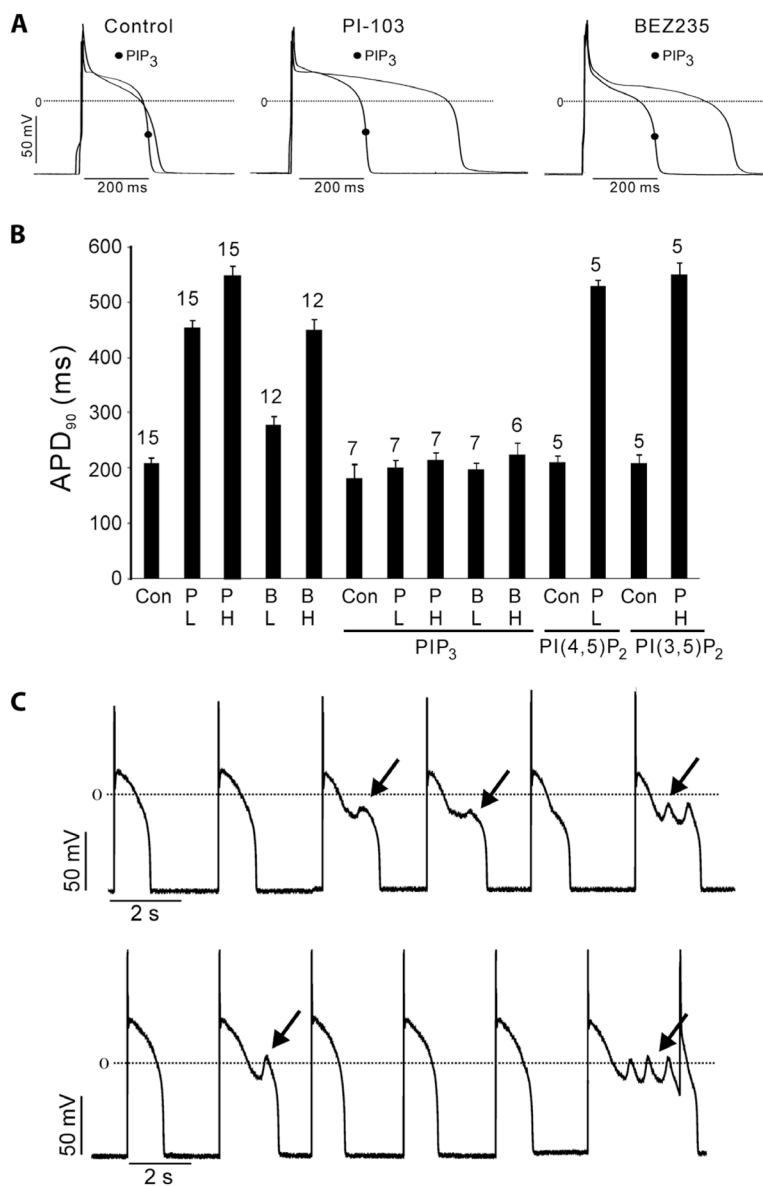 A
Control PI-103 BEZ235
●PIP₃ ●PIP₃ ●PIP₃
0
50 mV
200 ms 200 ms 200 ms
B
APD₉₀ (ms)
600
500
400
300
200
100
0
15 15 15 12 12 7 7 7 7 6 5 5 5 5
Con P P B B Con P P B B Con P Con P
L H L H L H L H L H
PIP₃ PI(4,5)P₂ PI(3,5)P₂
C
0
50 mV
2 s
0
50 mV
2 s